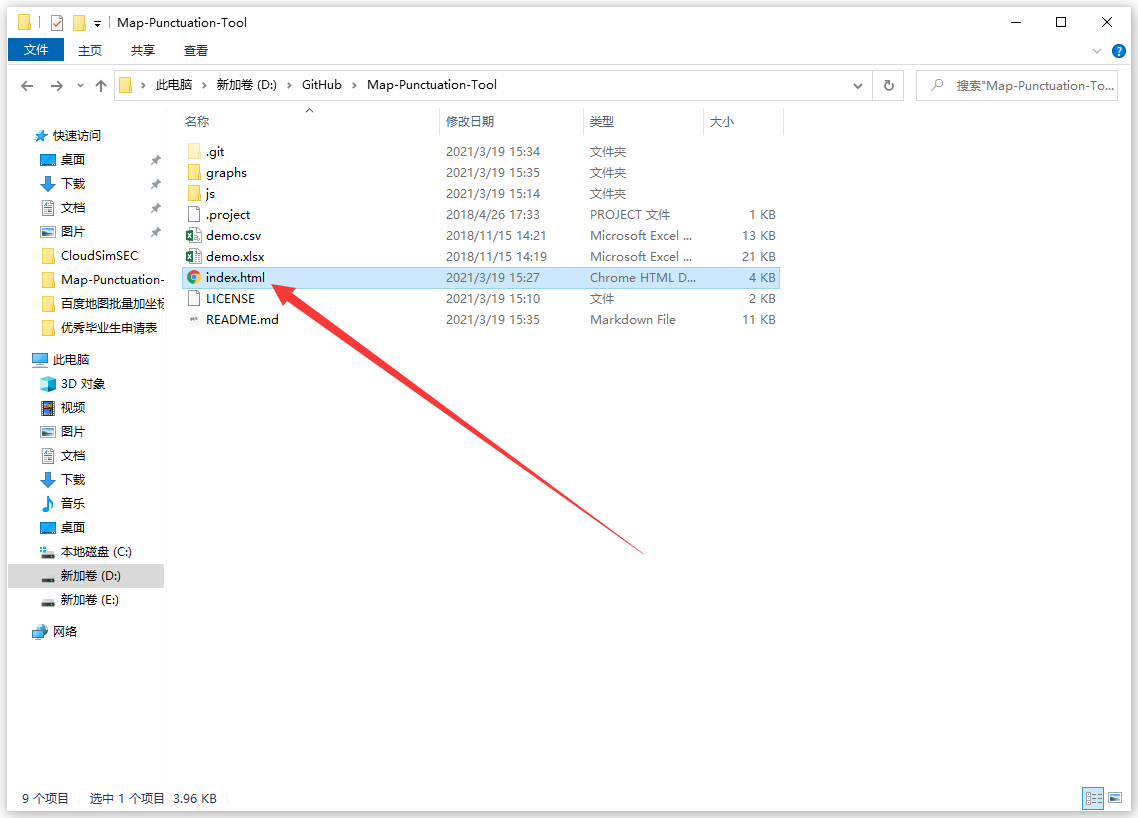 Map-Punctuation-Tool
文件 主页 共享 查看
此电脑 新加卷 (D:) GitHub Map-Punctuation-Tool 搜索"Map-Punctuation-To...
名称 修改日期 类型 大小
快速访问
桌面
下载
文档
图片
CloudSimSEC
Map-Punctuation-
百度地图批量加坐标
优秀毕业生申请表
此电脑
3D 对象
视频
图片
文档
下载
音乐
桌面
本地磁盘 (C:)
新加卷 (D:)
新加卷 (E:)
网络
.git 2021/3/19 15:34 文件夹
graphs 2021/3/19 15:35 文件夹
js 2021/3/19 15:14 文件夹
.project 2018/4/26 17:33 PROJECT 文件 1 KB
demo.csv 2018/11/15 14:21 Microsoft Excel ... 13 KB
demo.xlsx 2018/11/15 14:19 Microsoft Excel ... 21 KB
index.html 2021/3/19 15:27 Chrome HTML D... 4 KB
LICENSE 2021/3/19 15:10 文件 2 KB
README.md 2021/3/19 15:35 Markdown File 11 KB
9 个项目 选中 1 个项目 3.96 KB